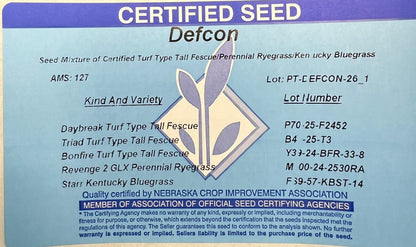 CERTIFIED SEED
Defcon
Seed Mixture of Certified Turf Type Tall Fescue/Perennial Ryegrass/Ken ucky Bluegrass
AMS: 127 Lot: PT-DEFCON-26_1
Kind And Variety Lot Number
Daybreak Turf Type Tall Fescue P70-25-F2452
Triad Turf Type Tall Fescue B4 -25-T3
Bonfire Turf Type Tall Fescue Y39-24-BFR-33-8
Revenge 2 GLX Perennial Ryegrass M 00-24-2530RA
Starr Kentucky Bluegrass F69-57-KBST-14
Quality certified by NEBRASKA CROP IMPROVEMENT ASSOCIATION
MEMBER OF ASSOCIATION OF OFFICIAL SEED CERTIFYING AGENCIES
* The Certifying Agency makes no warranty of any kind, expressly or implied, including merchantability or
fitness for purpose, or otherwise, which extends beyond the certification that the seeds inspected met the
regulations of this agency. The Seller guarantees this seed to conform to the analysis shown. No further
warranty is expressed or implied. Sellers liability is limited to the purchase price of the seed.